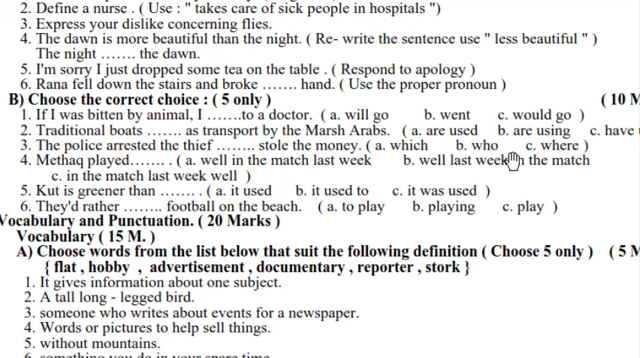 2. Define a nurse . ( Use : " takes care of sick people in hospitals ")
3. Express your dislike concerning flies.
4. The dawn is more beautiful than the night. ( Re- write the sentence use " less beautiful " )
The night ……. the dawn.
5. I'm sorry I just dropped some tea on the table . ( Respond to apology )
6. Rana fell down the stairs and broke ……. hand. ( Use the proper pronoun )
B) Choose the correct choice : ( 5 only ) ( 10 M
1. If I was bitten by animal, I …….to a doctor. ( a. will go b. went c. would go )
2. Traditional boats ……. as transport by the Marsh Arabs. ( a. are used b. are using c. have
3. The police arrested the thief ……. stole the money. ( a. which b. who c. where )
4. Methaq played……. . ( a. well in the match last week b. well last week in the match
c. in the match last week well )
5. Kut is greener than ……. . ( a. it used b. it used to c. it was used )
6. They'd rather ……. football on the beach. ( a. to play b. playing c. play )
Vocabulary and Punctuation. ( 20 Marks )
Vocabulary ( 15 M. )
A) Choose words from the list below that suit the following definition ( Choose 5 only ) ( 5 M
{ flat , hobby , advertisement , documentary , reporter , stork }
1. It gives information about one subject.
2. A tall long - legged bird.
3. someone who writes about events for a newspaper.
4. Words or pictures to help sell things.
5. without mountains.
6. something you do in your spare time